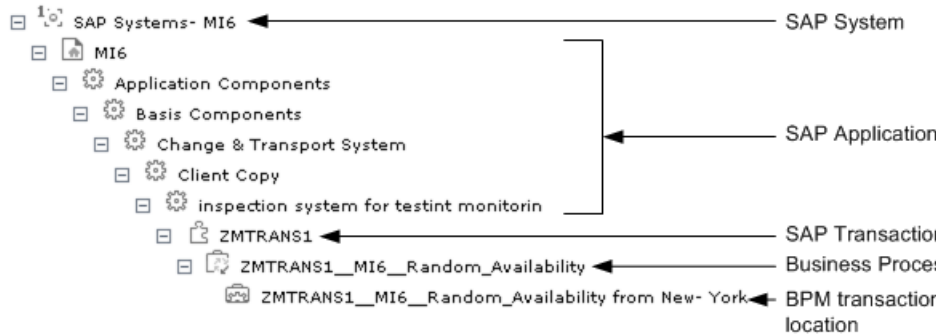 SAP Systems- MI6 SAP System
MI6
Application Components
Basis Components
Change & Transport System SAP Application
Client Copy
inspection system for testint monitorin
ZMTRANS1 SAP Transaction
ZMTRANS1__MI6__Random_Availability Business Proces
ZMTRANS1__MI6__Random_Availability from New- York BPM transaction
location